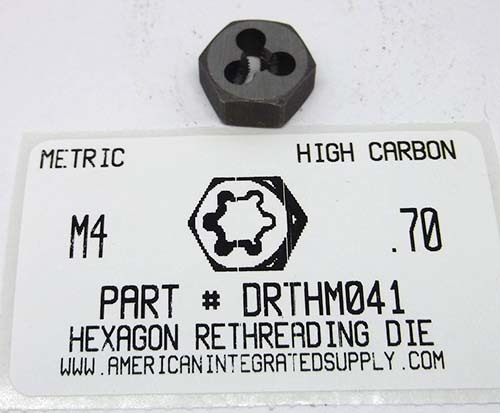 METRIC HIGH CARBON
M4 .70
PART # DRTHM041
HEXAGON RETHREADING DIE
WWW.AMERICANINTEGRATEDSUPPLY.COM